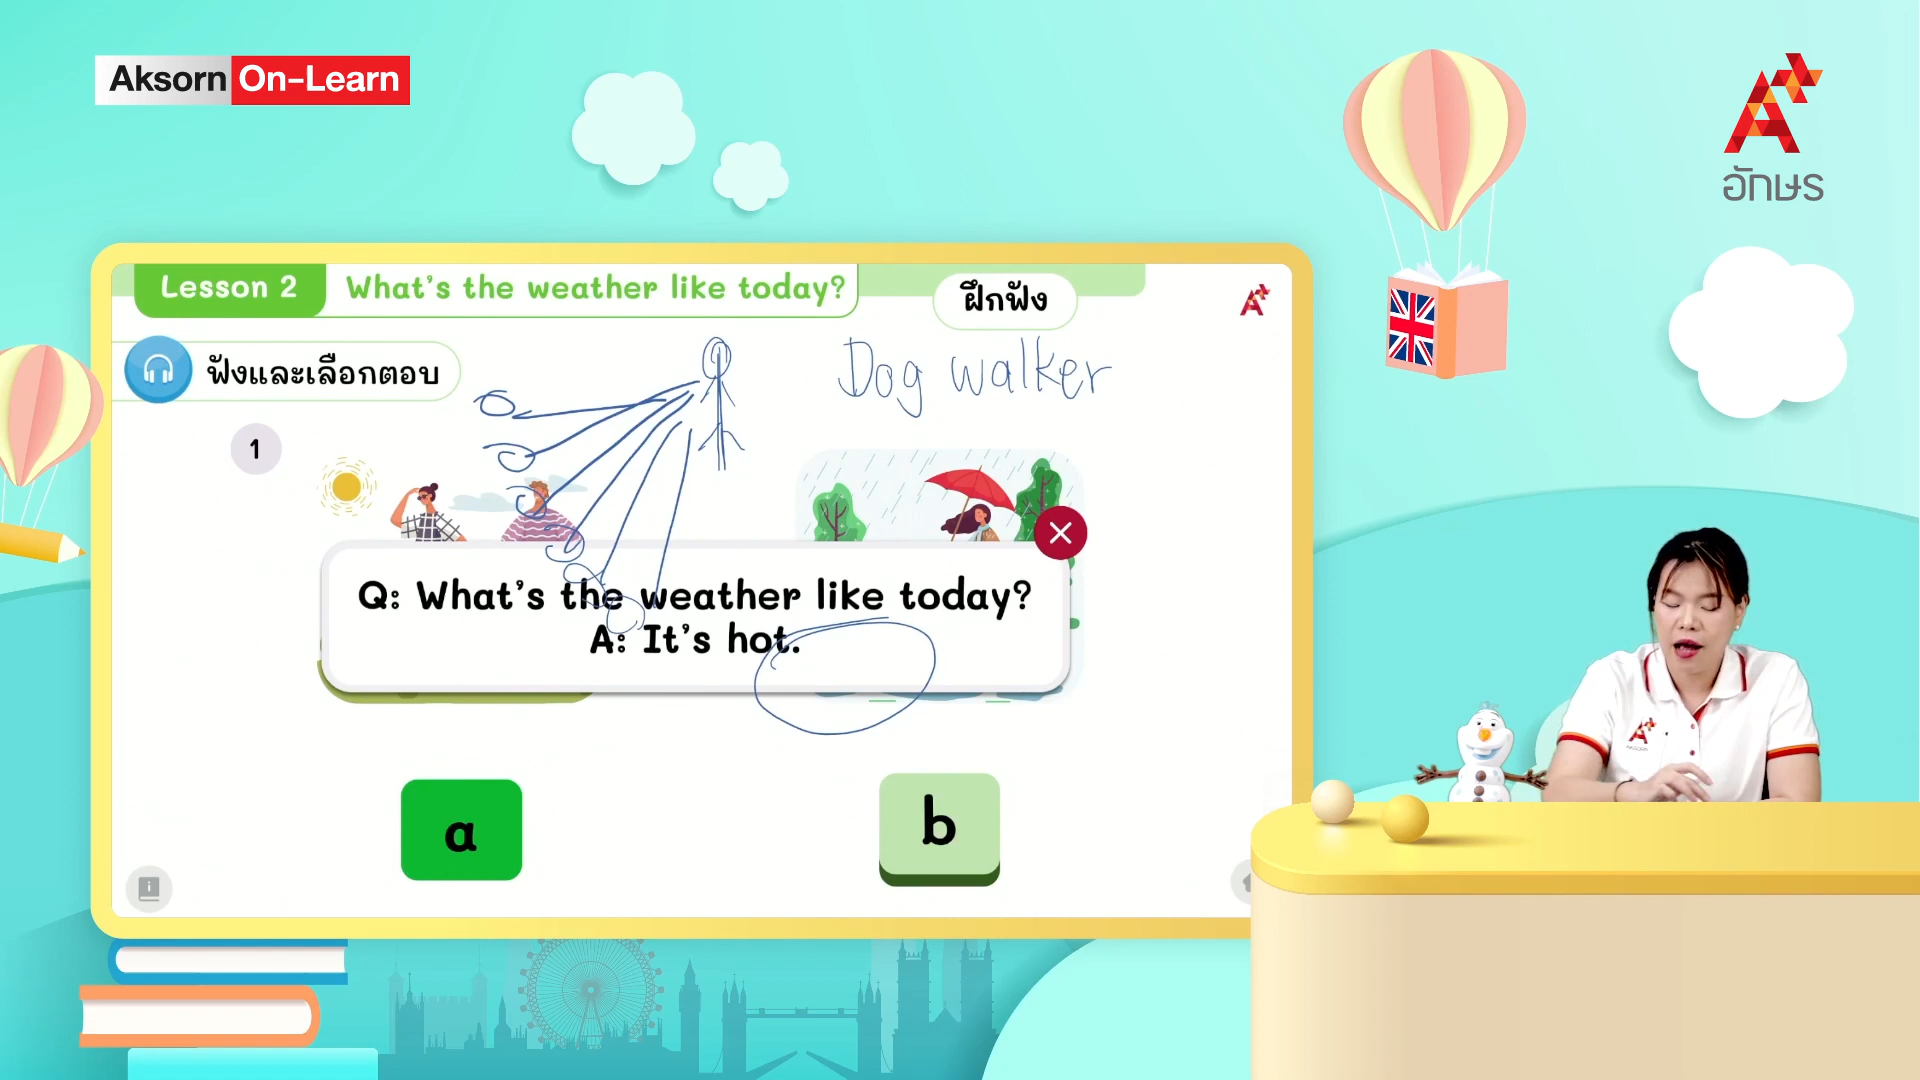 Aksorn On-Learn
อักษร
Lesson 2
What's the weather like today?
ฝึกฟัง
ฟังและเลือกตอบ
Dog walker
1
Q: What's the weather like today?
A: It's hot.
a
b
AKSORN